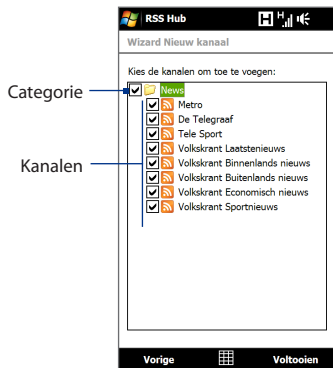 RSS Hub
Wizard Nieuw kanaal
Kies de kanalen om toe te voegen:
Categorie
News
Metro
De Telegraaf
Tele Sport
Kanalen
Volkskrant Laatstenieuws
Volkskrant Binnenlands nieuws
Volkskrant Buitenlands nieuws
Volkskrant Economisch nieuws
Volkskrant Sportnieuws
Vorige
Voltooien